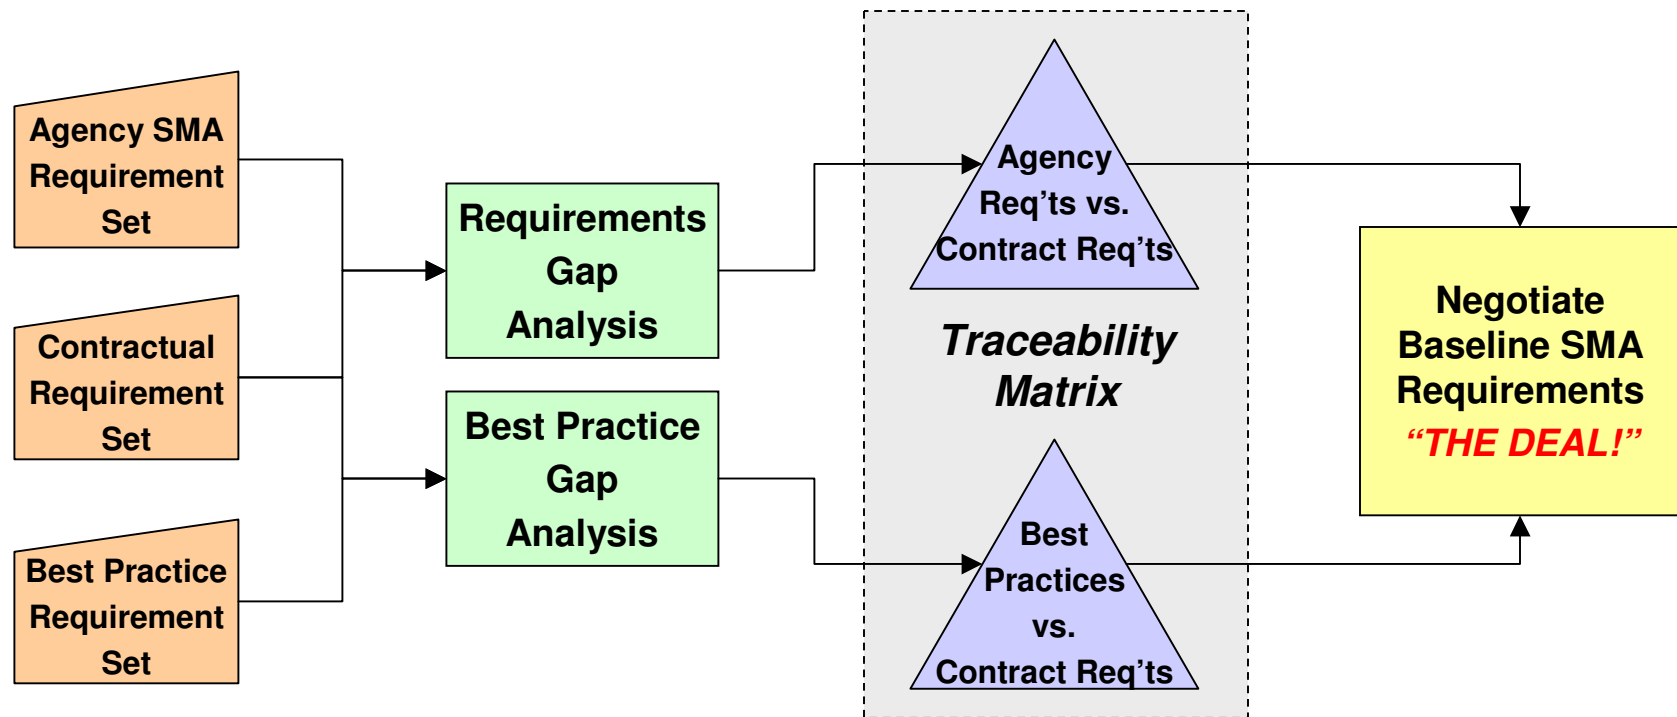 Agency SMA
Requirement
Set
Contractual
Requirement
Set
Best Practice
Requirement
Set
Requirements
Gap
Analysis
Best Practice
Gap
Analysis
Agency
Req’ts vs.
Contract Req’ts
Traceability
Matrix
Best
Practices
vs.
Contract Req’ts
Negotiate
Baseline SMA
Requirements
“THE DEAL!”